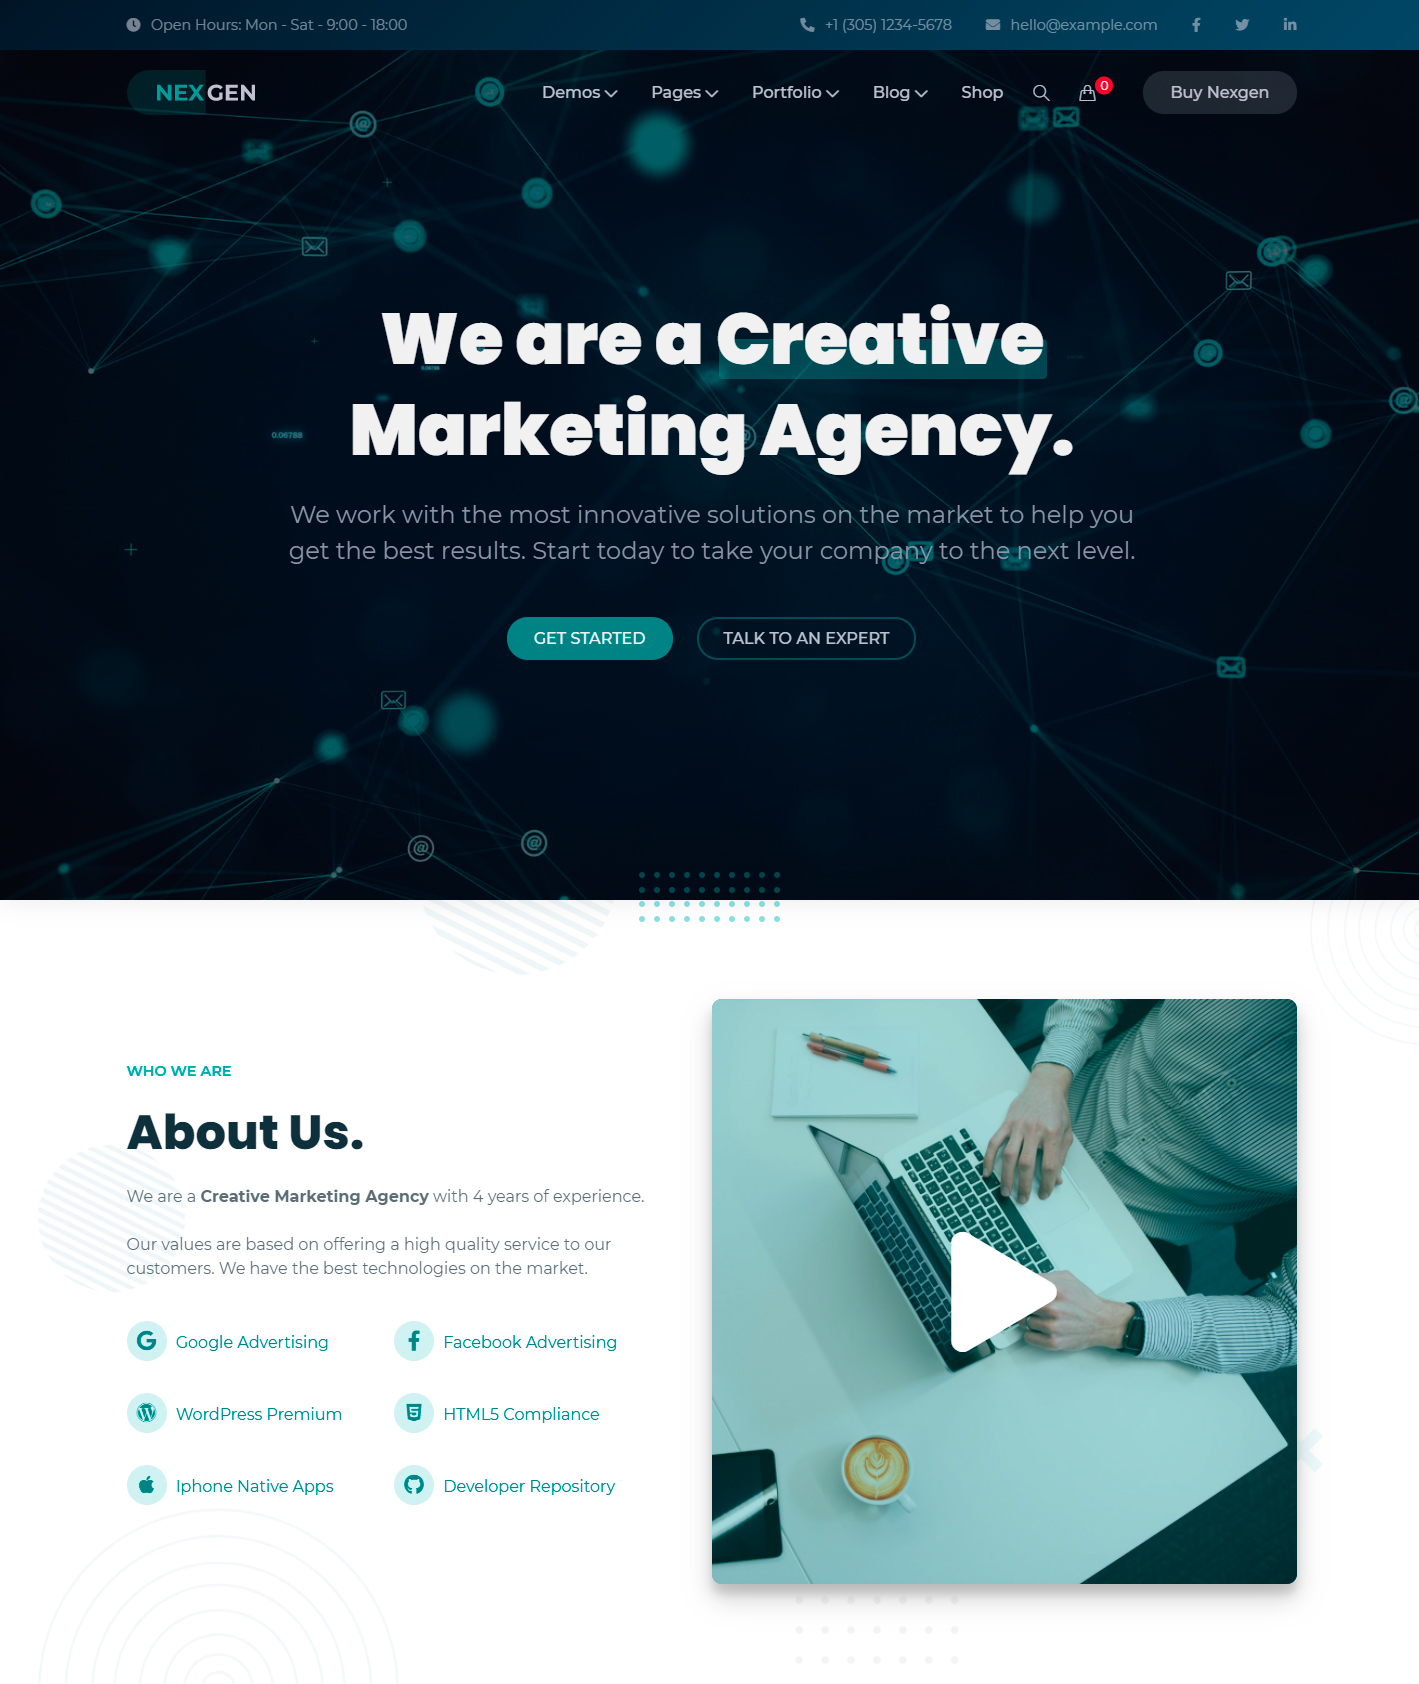 Open Hours: Mon - Sat - 9:00 - 18:00
+1 (305) 1234-5678
hello@example.com
NEXGEN
Demos
Pages
Portfolio
Blog
Shop
0
Buy Nexgen
We are a Creative
Marketing Agency.
0.06788
We work with the most innovative solutions on the market to help you
get the best results. Start today to take your company to the next level.
GET STARTED
TALK TO AN EXPERT
WHO WE ARE
About Us.
We are a Creative Marketing Agency with 4 years of experience.
Our values are based on offering a high quality service to our
customers. We have the best technologies on the market.
Google Advertising
Facebook Advertising
WordPress Premium
HTML5 Compliance
Iphone Native Apps
Developer Repository